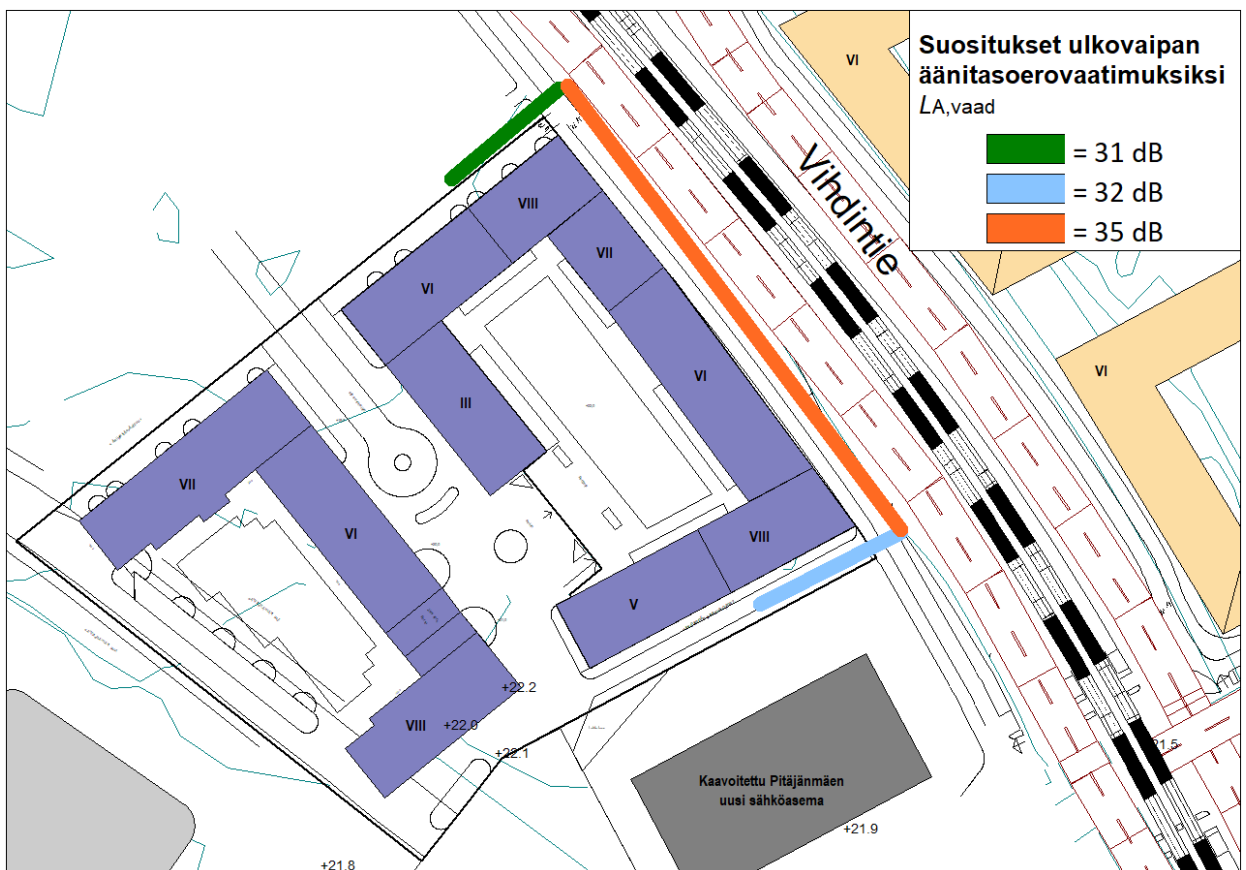 Suositukset ulkovaipan
äänitasoerovaatimuksiksi
LA,vaad
= 31 dB
= 32 dB
= 35 dB
VI
Vihdintie
VIII
VII
VI
VI
VI
III
VII
VI
VIII
V
VIII
+22.2
+22.0
+22.1
21.5
Kaavoitettu Pitäjänmäen
uusi sähköasema
+21.9
+21.8